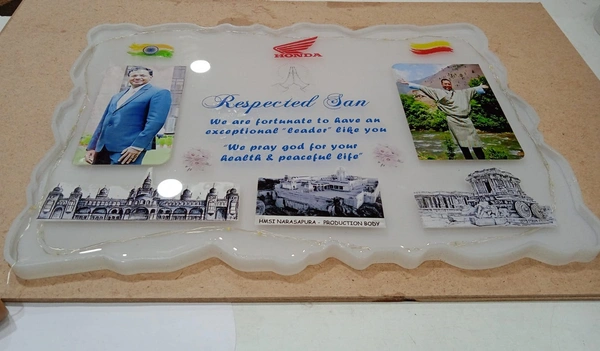 HONDA
Respected San
We are fortunate to have an
exceptional "leader" like you
"We pray god for your
health & peaceful life"
HMSI NARASAPURA - PRODUCTION BODY